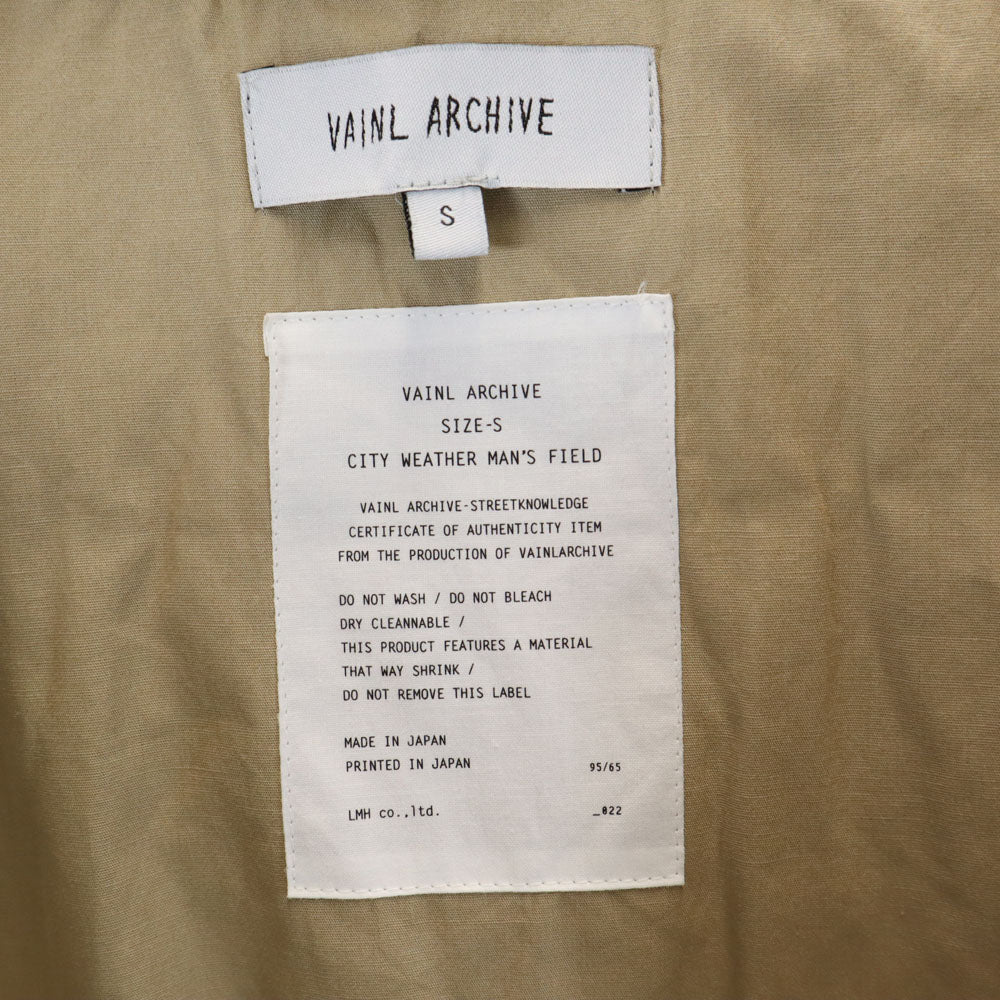 VAINL ARCHIVE
S
VAINL ARCHIVE
SIZE-S
CITY WEATHER MAN'S FIELD
VAINL ARCHIVE-STREETKNOWLEDGE
CERTIFICATE OF AUTHENTICITY ITEM
FROM THE PRODUCTION OF VAINLARCHIVE
DO NOT WASH / DO NOT BLEACH
DRY CLEANNABLE /
THIS PRODUCT FEATURES A MATERIAL
THAT WAY SHRINK /
DO NOT REMOVE THIS LABEL
MADE IN JAPAN
PRINTED IN JAPAN 95/65
LMH co.,ltd. _022